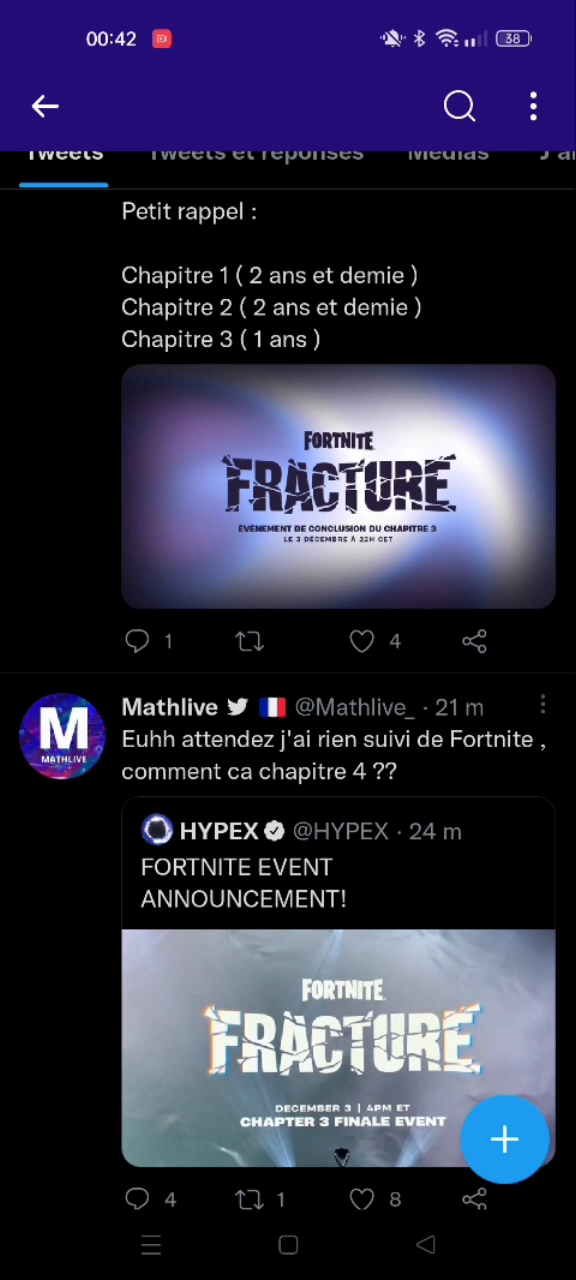 00:42
38
Tweets Tweets et réponses Médias J'ai
Petit rappel :
Chapitre 1 ( 2 ans et demie )
Chapitre 2 ( 2 ans et demie )
Chapitre 3 ( 1 ans )
FORTNITE
FRACTURE
ÉVÉNEMENT DE CONCLUSION DU CHAPITRE 3
LE 3 DÉCEMBRE À 22H CET
1 4
Mathlive @Mathlive_ · 21 m
M
MATHLIVE
Euhh attendez j'ai rien suivi de Fortnite ,
comment ca chapitre 4 ??
HYPEX @HYPEX · 24 m
FORTNITE EVENT
ANNOUNCEMENT!
FORTNITE
FRACTURE
DECEMBER 3 | 4PM ET
CHAPTER 3 FINALE EVENT
4 1 8